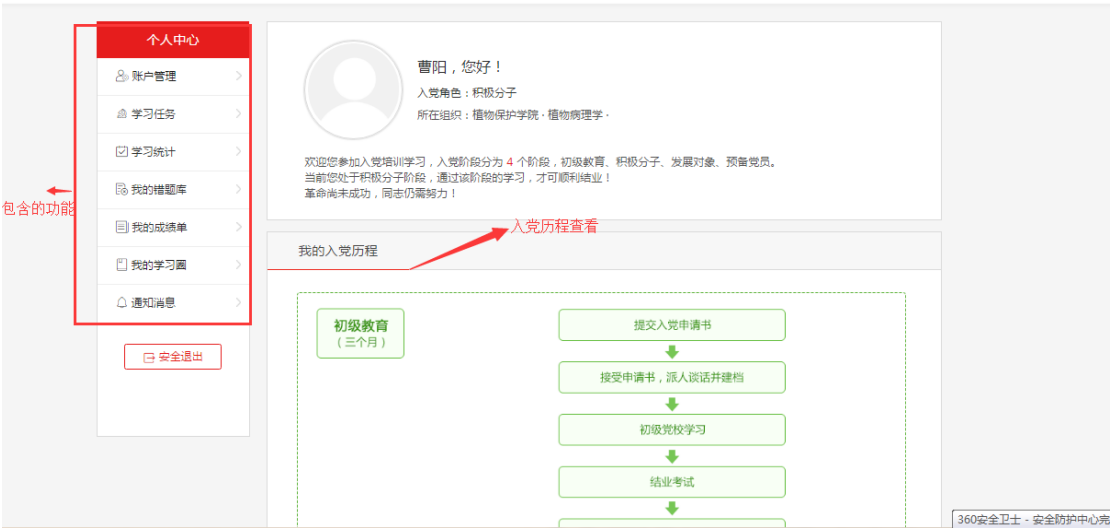 个人中心
账户管理
学习任务
学习统计
我的错题库
我的成绩单
我的学习圈
通知消息
安全退出
包含的功能
曹阳，您好！
入党角色：积极分子
所在组织：植物保护学院·植物病理学·
欢迎您参加入党培训学习，入党阶段分为 4 个阶段，初级教育、积极分子、发展对象、预备党员。
当前您处于积极分子阶段，通过该阶段的学习，才可顺利结业！
革命尚未成功，同志仍需努力！
入党历程查看
我的入党历程
初级教育
（三个月）
提交入党申请书
接受申请书，派人谈话并建档
初级党校学习
结业考试
360安全卫士 - 安全防护中心完